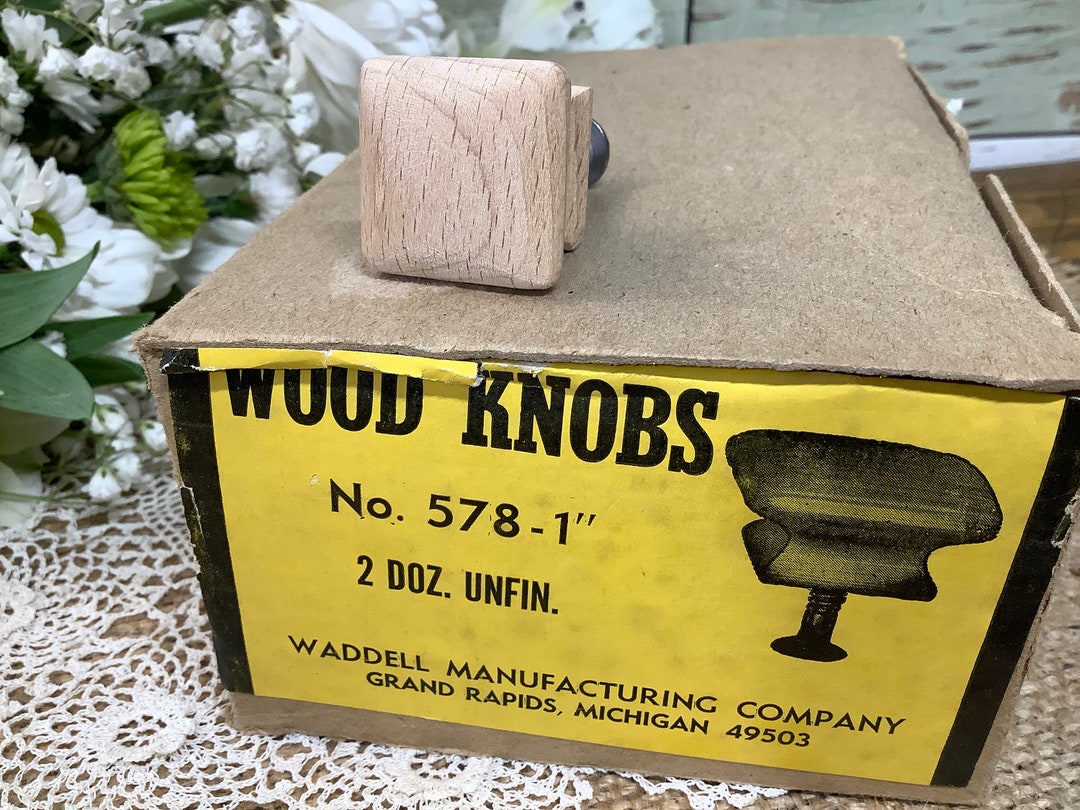 WOOD KNOBS
No. 578-1"
2 DOZ. UNFIN.
WADDELL MANUFACTURING COMPANY
GRAND RAPIDS, MICHIGAN 49503